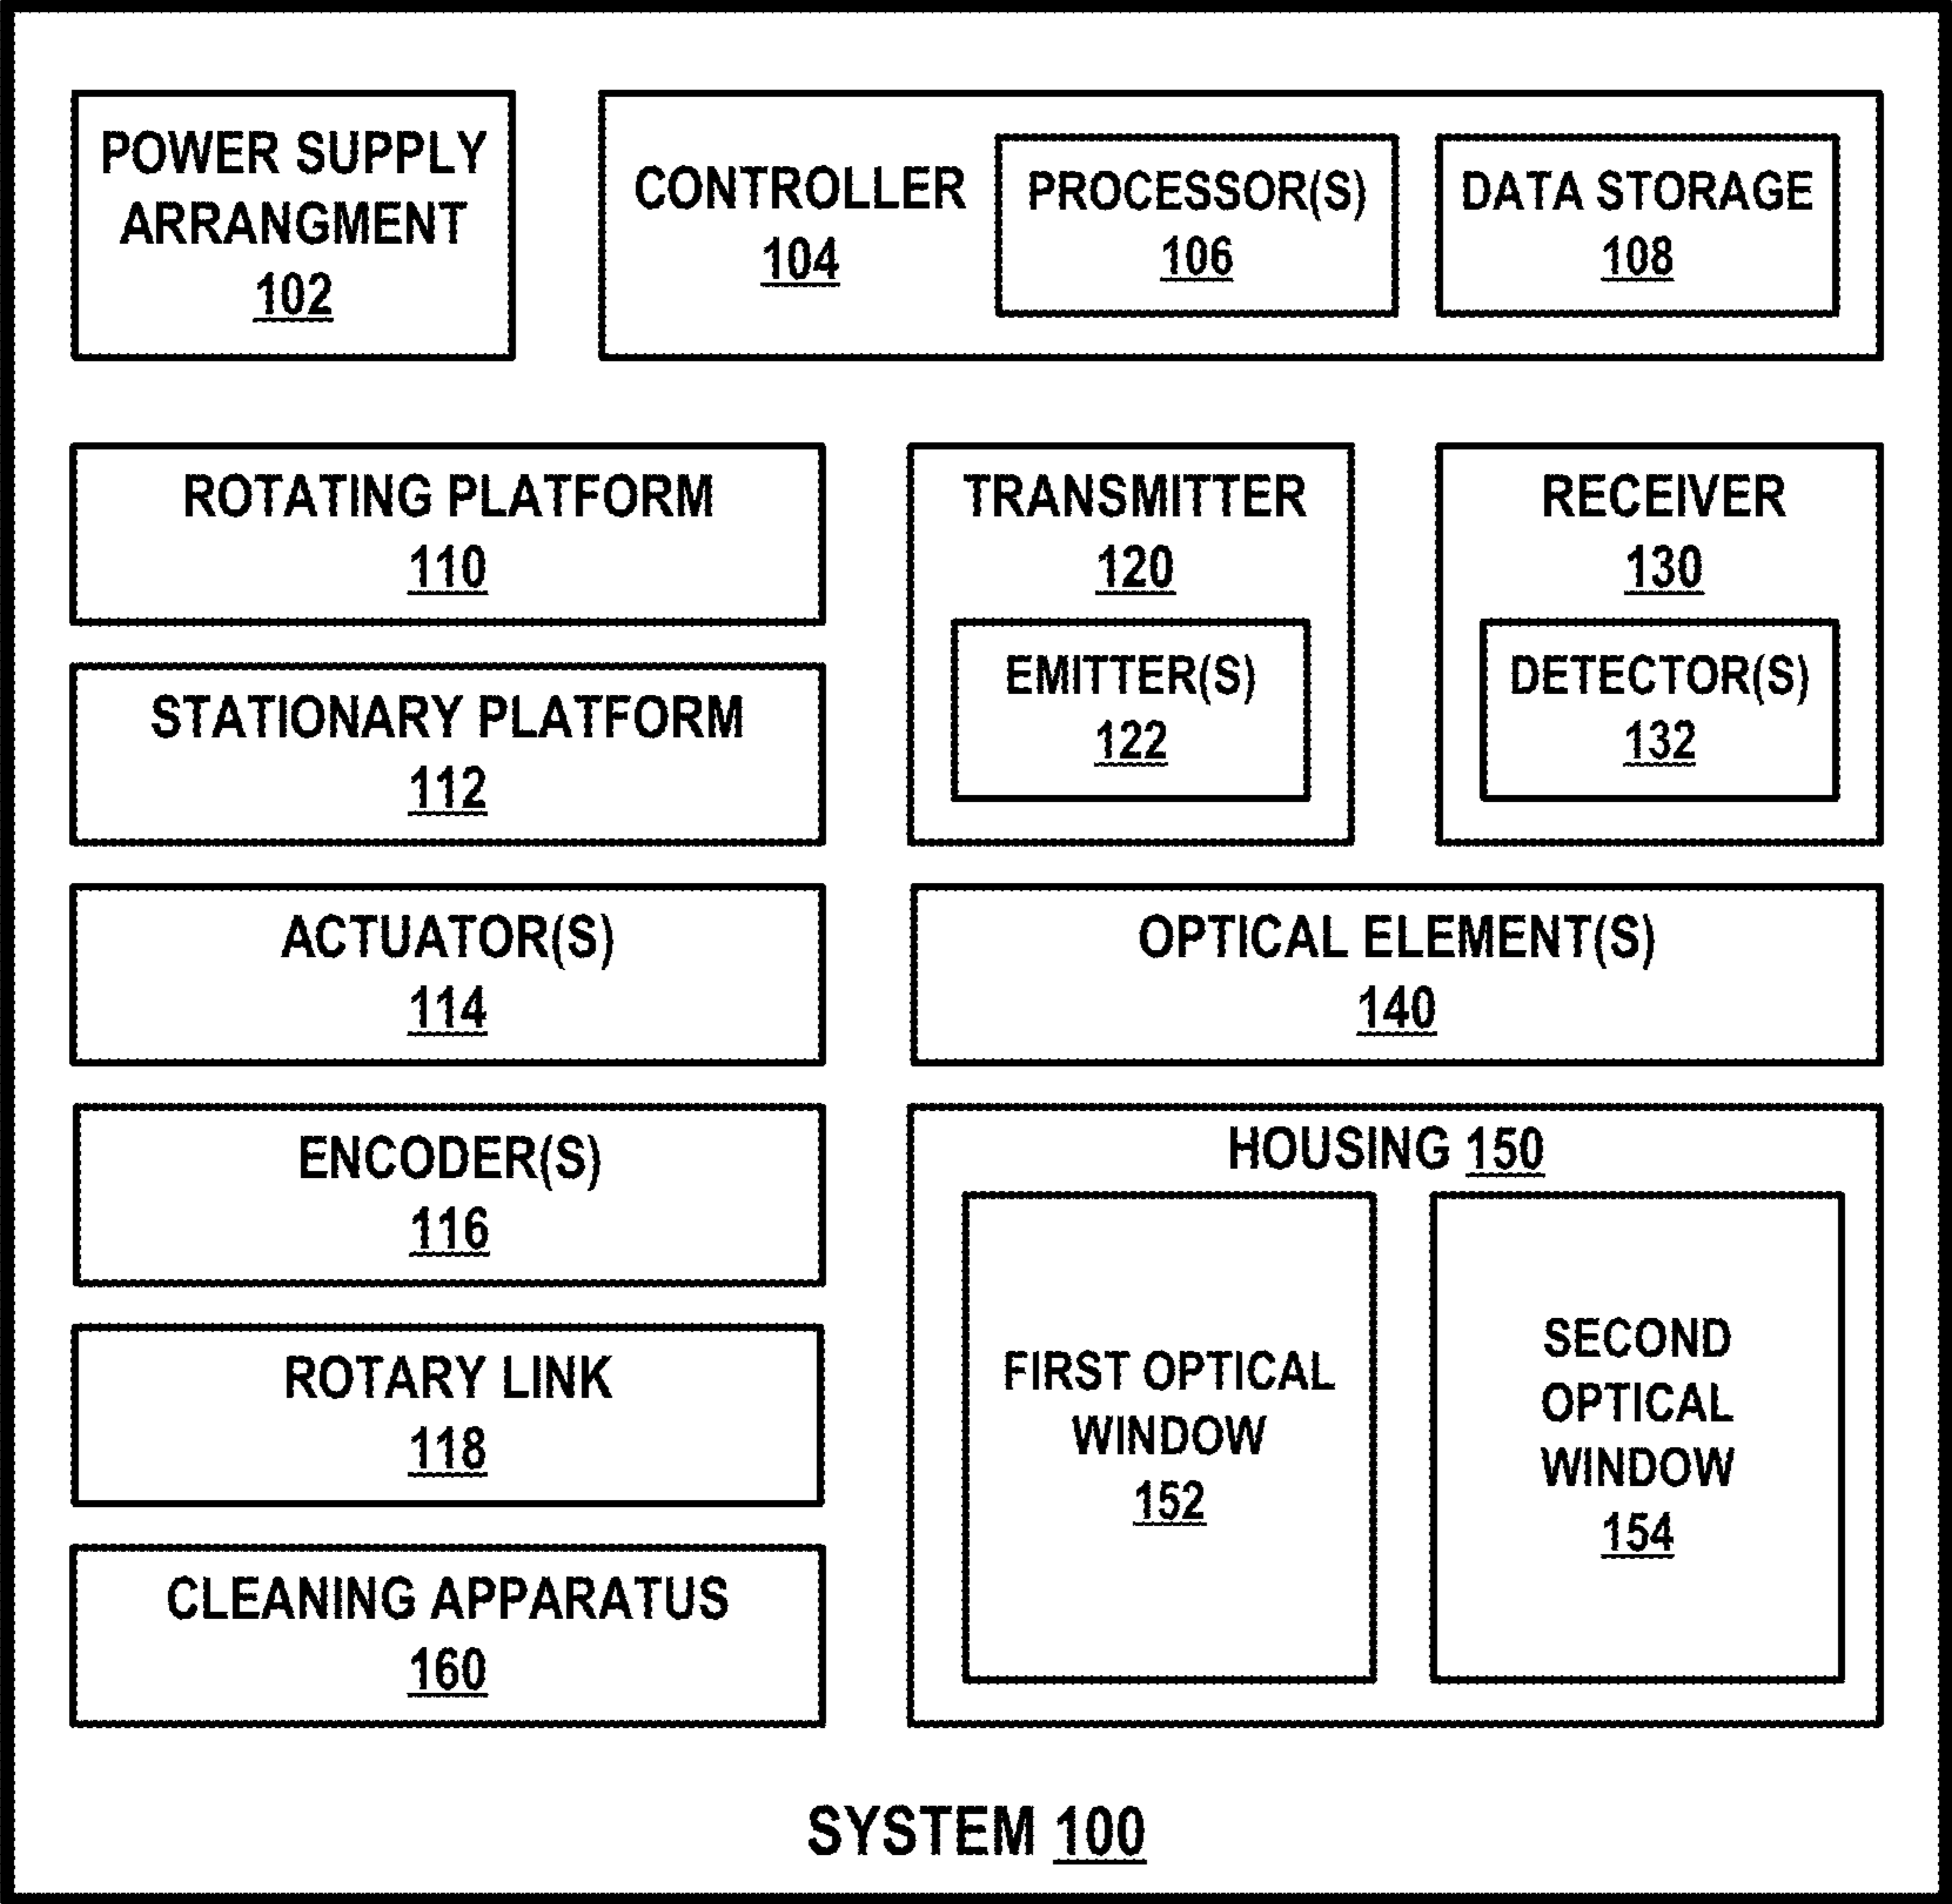 POWER SUPPLY
ARRANGMENT
102
CONTROLLER
104
PROCESSOR(S)
106
DATA STORAGE
108
ROTATING PLATFORM
110
STATIONARY PLATFORM
112
ACTUATOR(S)
114
ENCODER(S)
116
ROTARY LINK
118
CLEANING APPARATUS
160
TRANSMITTER
120
EMITTER(S)
122
RECEIVER
130
DETECTOR(S)
132
OPTICAL ELEMENT(S)
140
HOUSING 150
FIRST OPTICAL
WINDOW
152
SECOND
OPTICAL
WINDOW
154
SYSTEM 100